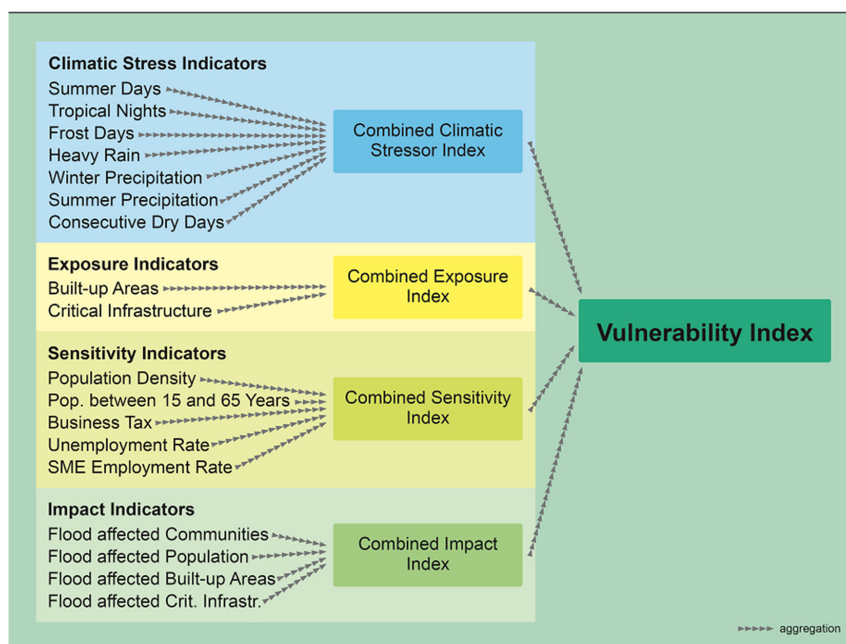 Climatic Stress Indicators
Summer Days
Tropical Nights
Frost Days
Heavy Rain
Winter Precipitation
Summer Precipitation
Consecutive Dry Days
Combined Climatic
Stressor Index
Exposure Indicators
Built-up Areas
Critical Infrastructure
Combined Exposure
Index
Sensitivity Indicators
Population Density
Pop. between 15 and 65 Years
Business Tax
Unemployment Rate
SME Employment Rate
Combined Sensitivity
Index
Impact Indicators
Flood affected Communities
Flood affected Population
Flood affected Built-up Areas
Flood affected Crit. Infrastr.
Combined Impact
Index
Vulnerability Index
aggregation